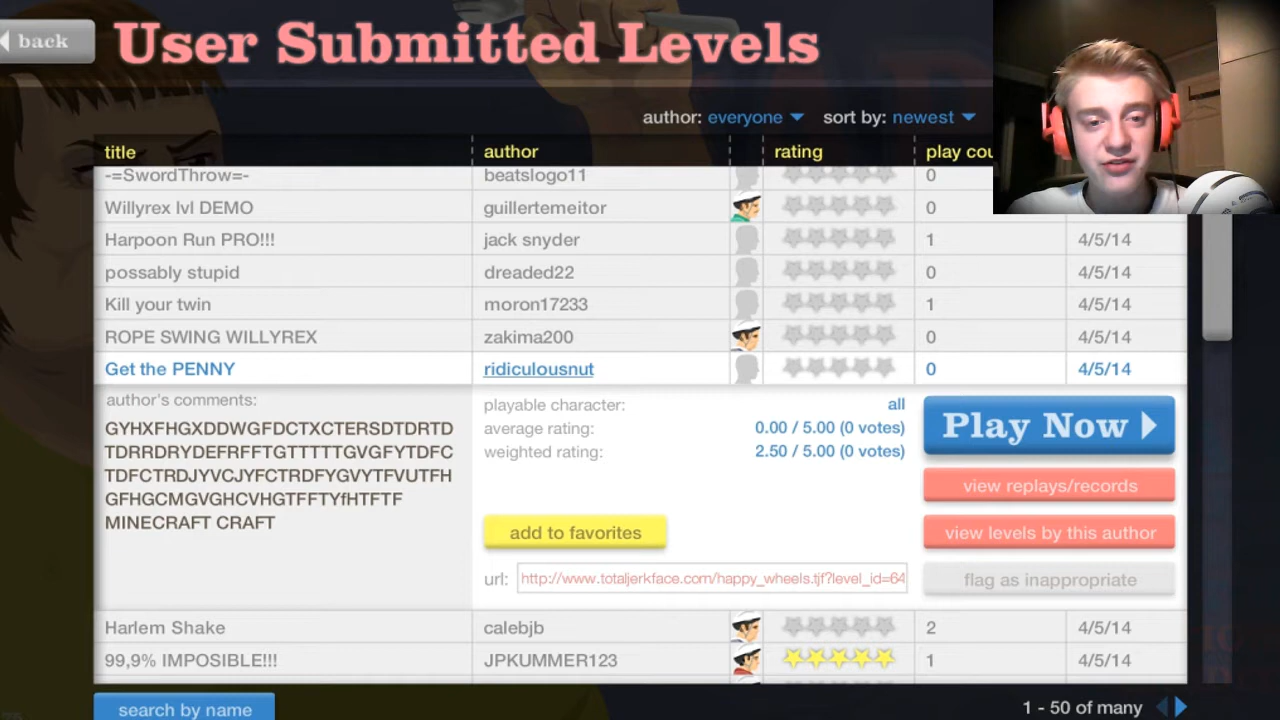 back
User Submitted Levels
author: everyone sort by: newest
title author rating play cou
-=SwordThrow=- beatslogo11 0
Willyrex lvl DEMO guillertemeitor 0
Harpoon Run PRO!!! jack snyder 1 4/5/14
possably stupid dreaded22 0 4/5/14
Kill your twin moron17233 1 4/5/14
ROPE SWING WILLYREX zakima200 0 4/5/14
Get the PENNY ridiculousnut 0 4/5/14
author's comments:
GYHXFHGXDDWGFDCTXCTERSDTDRTD
TDRRDRYDEFRFFTGTTTTTGVGFYTDFC
TDFCTRDJYVCJYFCTRDFYGVYTFVUTFH
GFHGCMGVGHCVHGTFFTYfHTFTF
MINECRAFT CRAFT
playable character: all
average rating: 0.00 / 5.00 (0 votes)
weighted rating: 2.50 / 5.00 (0 votes)
add to favorites
url: http://www.totaljerkface.com/happy_wheels.tjf?level_id=64
Play Now
view replays/records
view levels by this author
flag as inappropriate
Harlem Shake calebjb 2 4/5/14
99,9% IMPOSIBLE!!! JPKUMMER123 1 4/5/14
search by name
1 - 50 of many